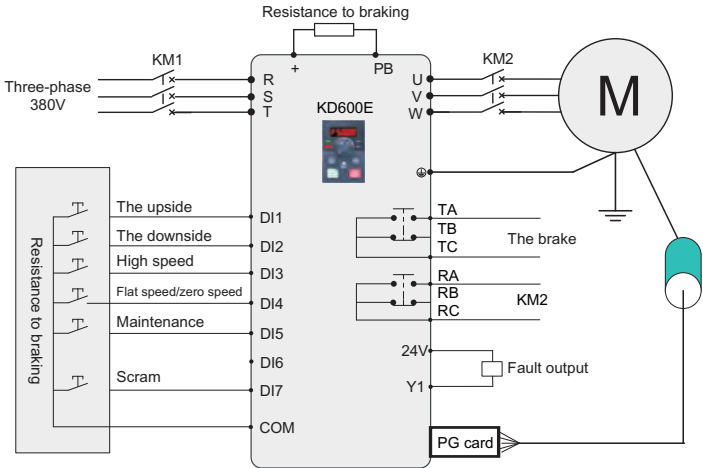 Resistance to braking
KM1
+
PB
KM2
Three-phase
380V
R
S
T
U
V
W
KD600E
M
The upside
DI1
The downside
DI2
High speed
DI3
Flat speed/zero speed
DI4
Maintenance
DI5
DI6
Scram
DI7
COM
Resistance to braking
TA
TB
TC
The brake
RA
RB
RC
KM2
24V
Y1
Fault output
PG card